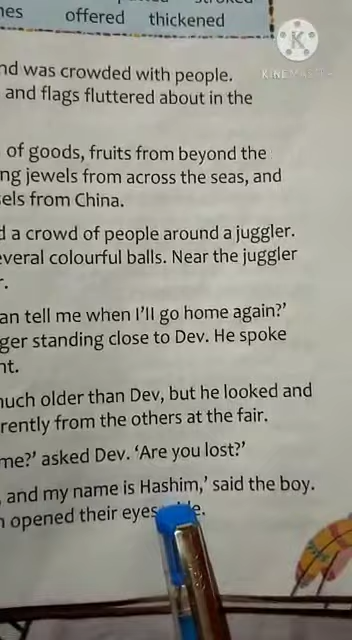 offered thickened
KINEMASTER
nd was crowded with people.
and flags fluttered about in the
of goods, fruits from beyond the
ng jewels from across the seas, and
els from China.
d a crowd of people around a juggler.
everal colourful balls. Near the juggler
r.
an tell me when I'll go home again?'
ger standing close to Dev. He spoke
nt.
much older than Dev, but he looked and
rently from the others at the fair.
me?' asked Dev. 'Are you lost?'
, and my name is Hashim,' said the boy.
n opened their eyes